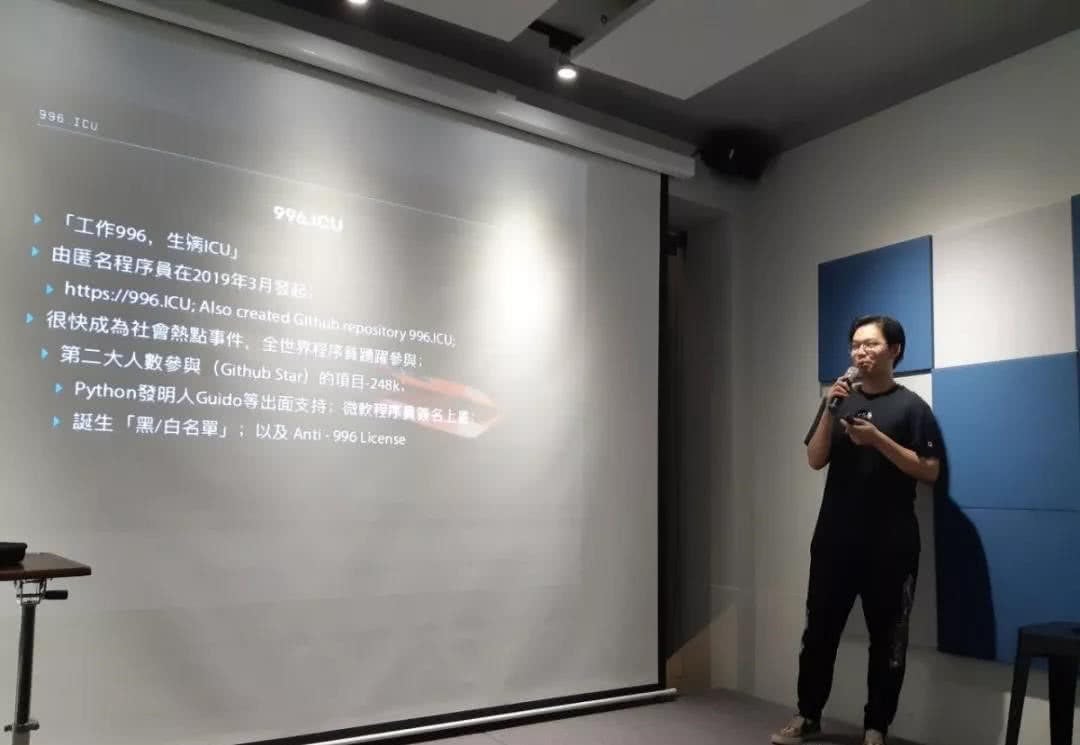 996 ICU
996.ICU
「工作996，生病ICU」
由匿名程序員在2019年3月發起；
https://996.ICU; Also created Github repository 996.ICU;
很快成為社會熱點事件，全世界程序員踴躍參與；
第二大人數參與（Github Star）的項目-248k；
Python發明人Guido等出面支持；微軟程序員簽名上書；
誕生「黑/白名單」；以及 Anti - 996 License